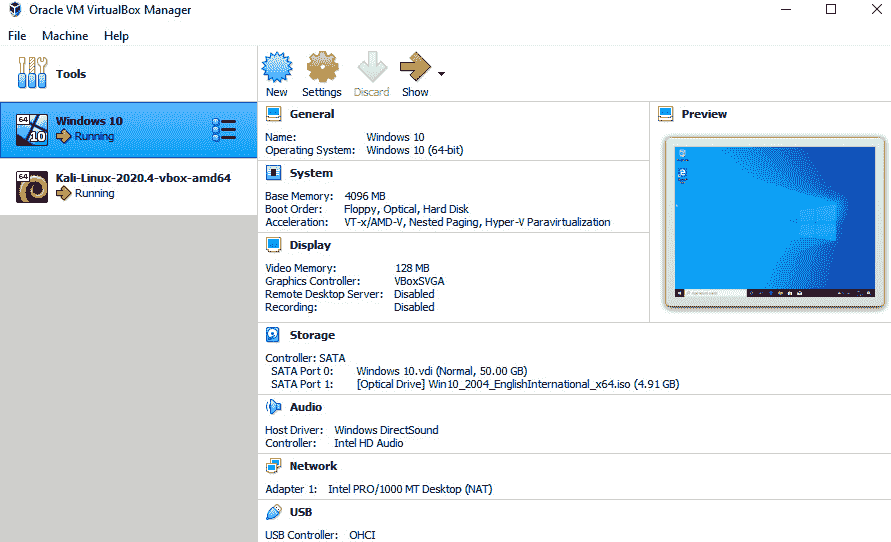 Oracle VM VirtualBox Manager
File Machine Help
Tools
New Settings Discard Show
64 10 Windows 10
Running
64 Kali-Linux-2020.4-vbox-amd64
Running
General
Name: Windows 10
Operating System: Windows 10 (64-bit)
System
Base Memory: 4096 MB
Boot Order: Floppy, Optical, Hard Disk
Acceleration: VT-x/AMD-V, Nested Paging, Hyper-V Paravirtualization
Display
Video Memory: 128 MB
Graphics Controller: VBoxSVGA
Remote Desktop Server: Disabled
Recording: Disabled
Storage
Controller: SATA
SATA Port 0: Windows 10.vdi (Normal, 50.00 GB)
SATA Port 1: [Optical Drive] Win10_2004_EnglishInternational_x64.iso (4.91 GB)
Audio
Host Driver: Windows DirectSound
Controller: Intel HD Audio
Network
Adapter 1: Intel PRO/1000 MT Desktop (NAT)
USB
USB Controller: OHCI
Preview